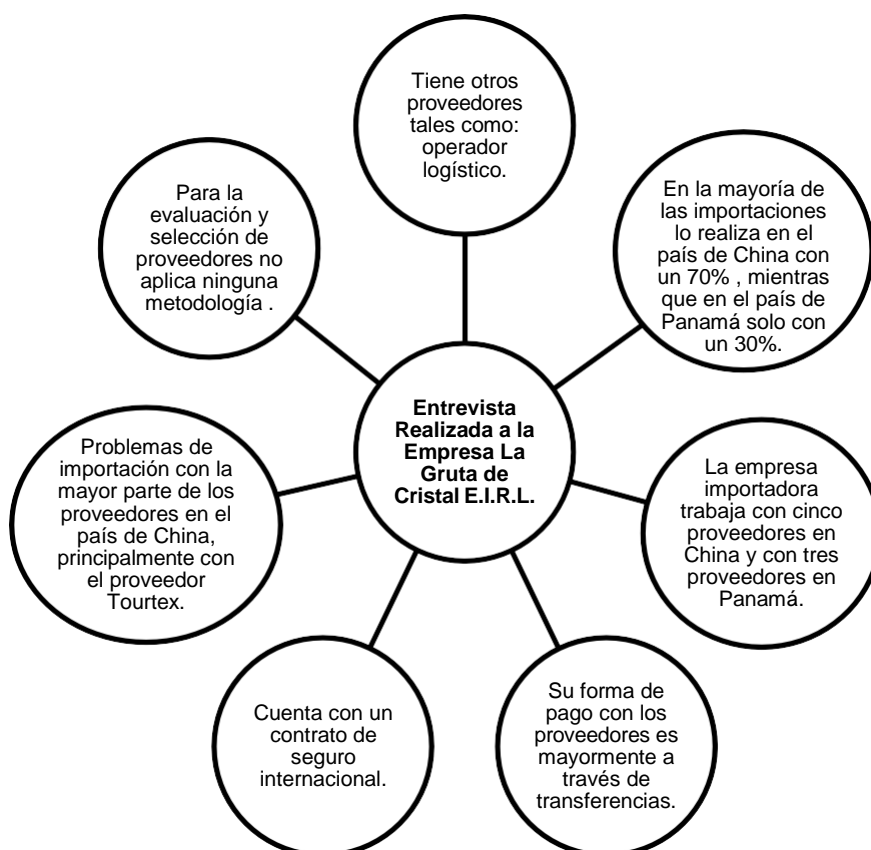 Tiene otros
proveedores
tales como:
operador
logístico.
Para la
evaluación y
selección de
proveedores no
aplica ninguna
metodología .
En la mayoría de
las importaciones
lo realiza en el
país de China con
un 70% , mientras
que en el país de
Panamá solo con
un 30%.
Entrevista
Realizada a la
Empresa La
Gruta de
Cristal E.I.R.L.
Problemas de
importación con la
mayor parte de los
proveedores en el
país de China,
principalmente con
el proveedor
Tourtex.
La empresa
importadora
trabaja con cinco
proveedores en
China y con tres
proveedores en
Panamá.
Cuenta con un
contrato de
seguro
internacional.
Su forma de
pago con los
proveedores es
mayormente a
través de
transferencias.